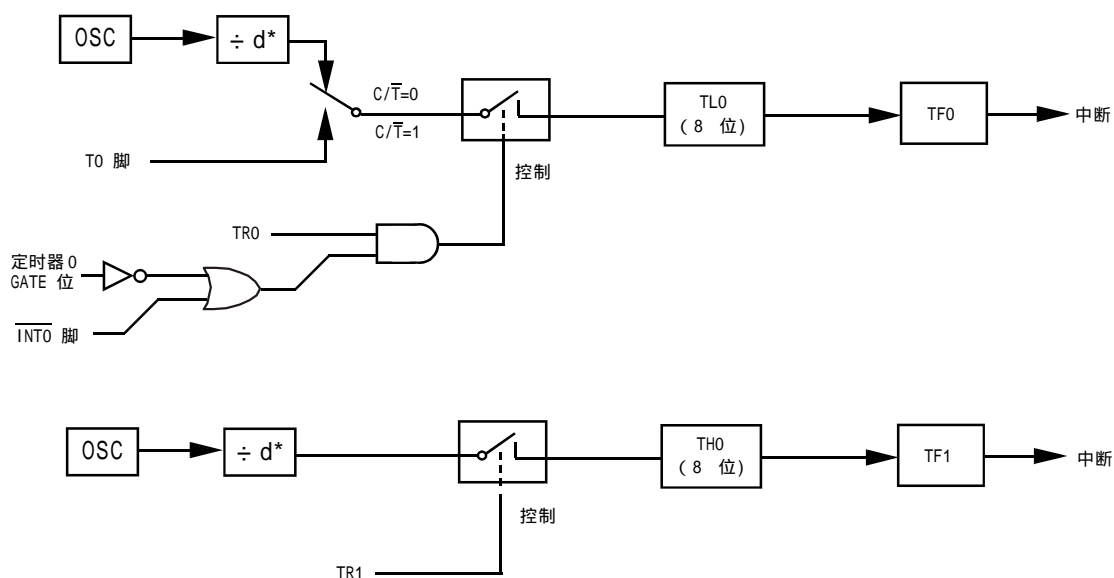 OSC
÷ d*
C/T̅=0
C/T̅=1
T0 脚
TL0
(8 位)
TF0
中断
控制
TR0
定时器0
GATE 位
I̅N̅T̅0̅ 脚
OSC
÷ d*
TH0
(8 位)
TF1
中断
控制
TR1